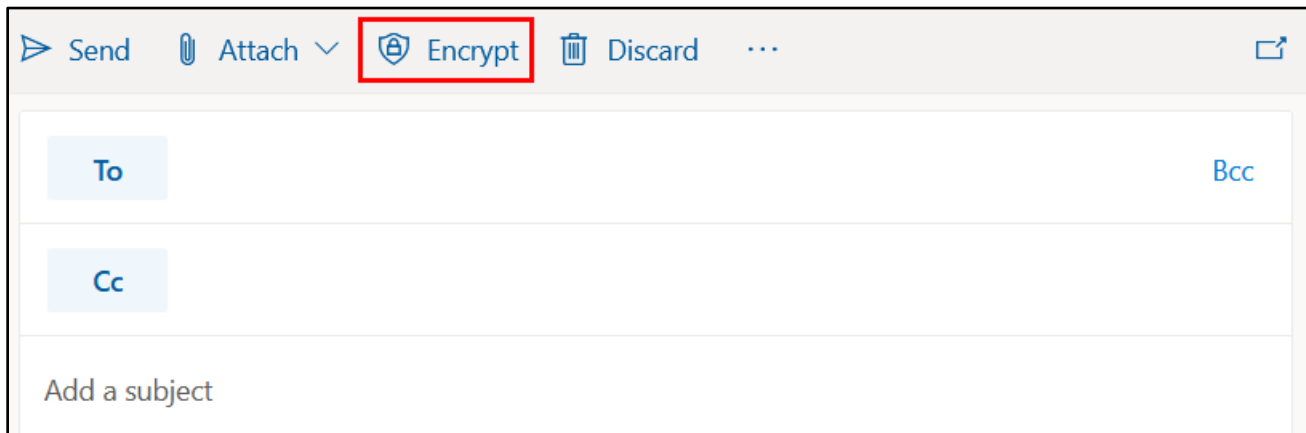 Send Attach Encrypt Discard ...
To Bcc
Cc
Add a subject